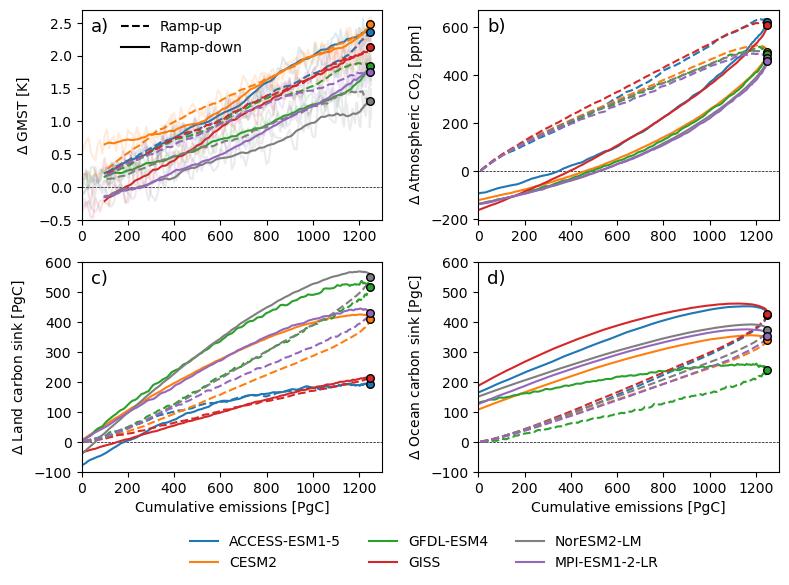 a)
Ramp-up
Ramp-down
Δ GMST [K]
2.5
2.0
1.5
1.0
0.5
0.0
−0.5
0 200 400 600 800 1000 1200
b)
Δ Atmospheric CO₂ [ppm]
600
400
200
0
−200
0 200 400 600 800 1000 1200
c)
Δ Land carbon sink [PgC]
600
500
400
300
200
100
0
−100
0 200 400 600 800 1000 1200
Cumulative emissions [PgC]
d)
Δ Ocean carbon sink [PgC]
600
500
400
300
200
100
0
−100
0 200 400 600 800 1000 1200
Cumulative emissions [PgC]
ACCESS-ESM1-5 GFDL-ESM4 NorESM2-LM
CESM2 GISS MPI-ESM1-2-LR